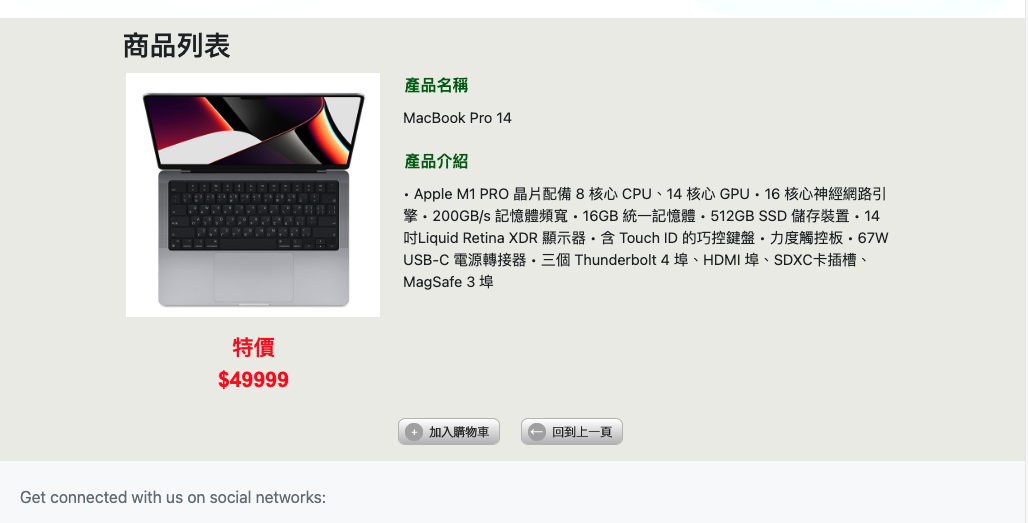 商品列表
產品名稱
MacBook Pro 14
產品介紹
• Apple M1 PRO 晶片配備 8 核心 CPU、14 核心 GPU • 16 核心神經網路引
擎 • 200GB/s 記憶體頻寬 • 16GB 統一記憶體 • 512GB SSD 儲存裝置 • 14
吋Liquid Retina XDR 顯示器 • 含 Touch ID 的巧控鍵盤 • 力度觸控板 • 67W
USB-C 電源轉接器 • 三個 Thunderbolt 4 埠、HDMI 埠、SDXC卡插槽、
MagSafe 3 埠
特價
$49999
加入購物車
回到上一頁
Get connected with us on social networks: